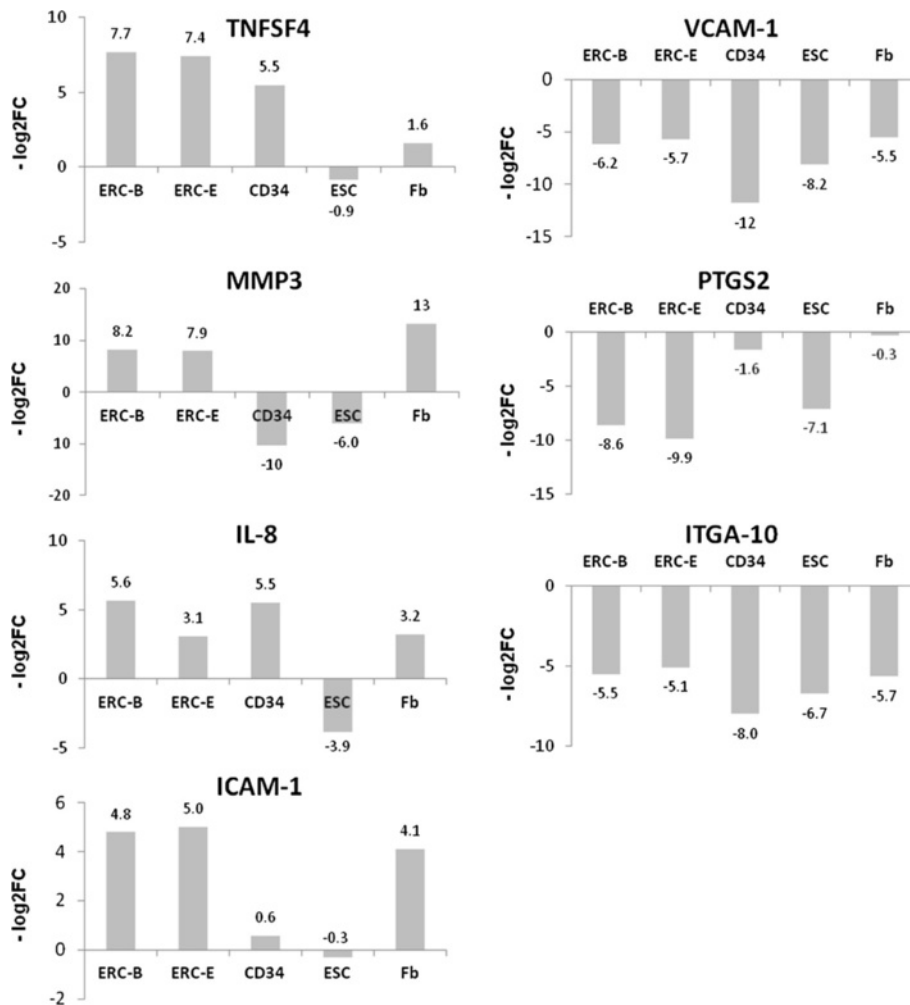 TNFSF4
- log2FC
10
5
0
-5
7.7 7.4 5.5 -0.9 1.6
ERC-B ERC-E CD34 ESC Fb
VCAM-1
- log2FC
ERC-B ERC-E CD34 ESC Fb
0
-5
-10
-15
-6.2 -5.7 -12 -8.2 -5.5
MMP3
- log2FC
20
10
0
10
-20
8.2 7.9 -10 -6.0 13
ERC-B ERC-E CD34 ESC Fb
PTGS2
- log2FC
ERC-B ERC-E CD34 ESC Fb
0
-5
-10
-15
-8.6 -9.9 -1.6 -7.1 -0.3
IL-8
- log2FC
10
5
0
-5
5.6 3.1 5.5 -3.9 3.2
ERC-B ERC-E CD34 ESC Fb
ITGA-10
- log2FC
ERC-B ERC-E CD34 ESC Fb
0
-5
-10
-5.5 -5.1 -8.0 -6.7 -5.7
ICAM-1
- log2FC
6
4
2
0
-2
4.8 5.0 0.6 -0.3 4.1
ERC-B ERC-E CD34 ESC Fb